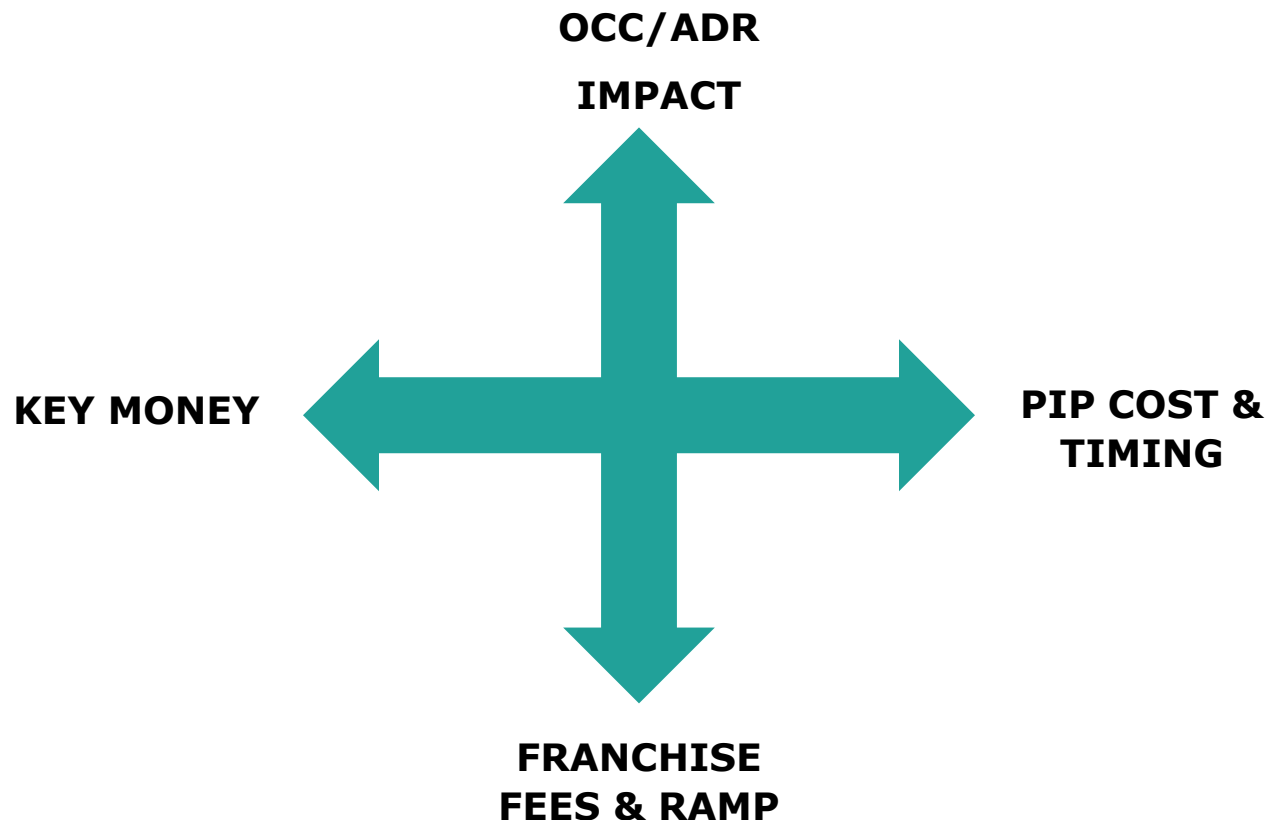 OCC/ADR
IMPACT
KEY MONEY
PIP COST &
TIMING
FRANCHISE
FEES & RAMP